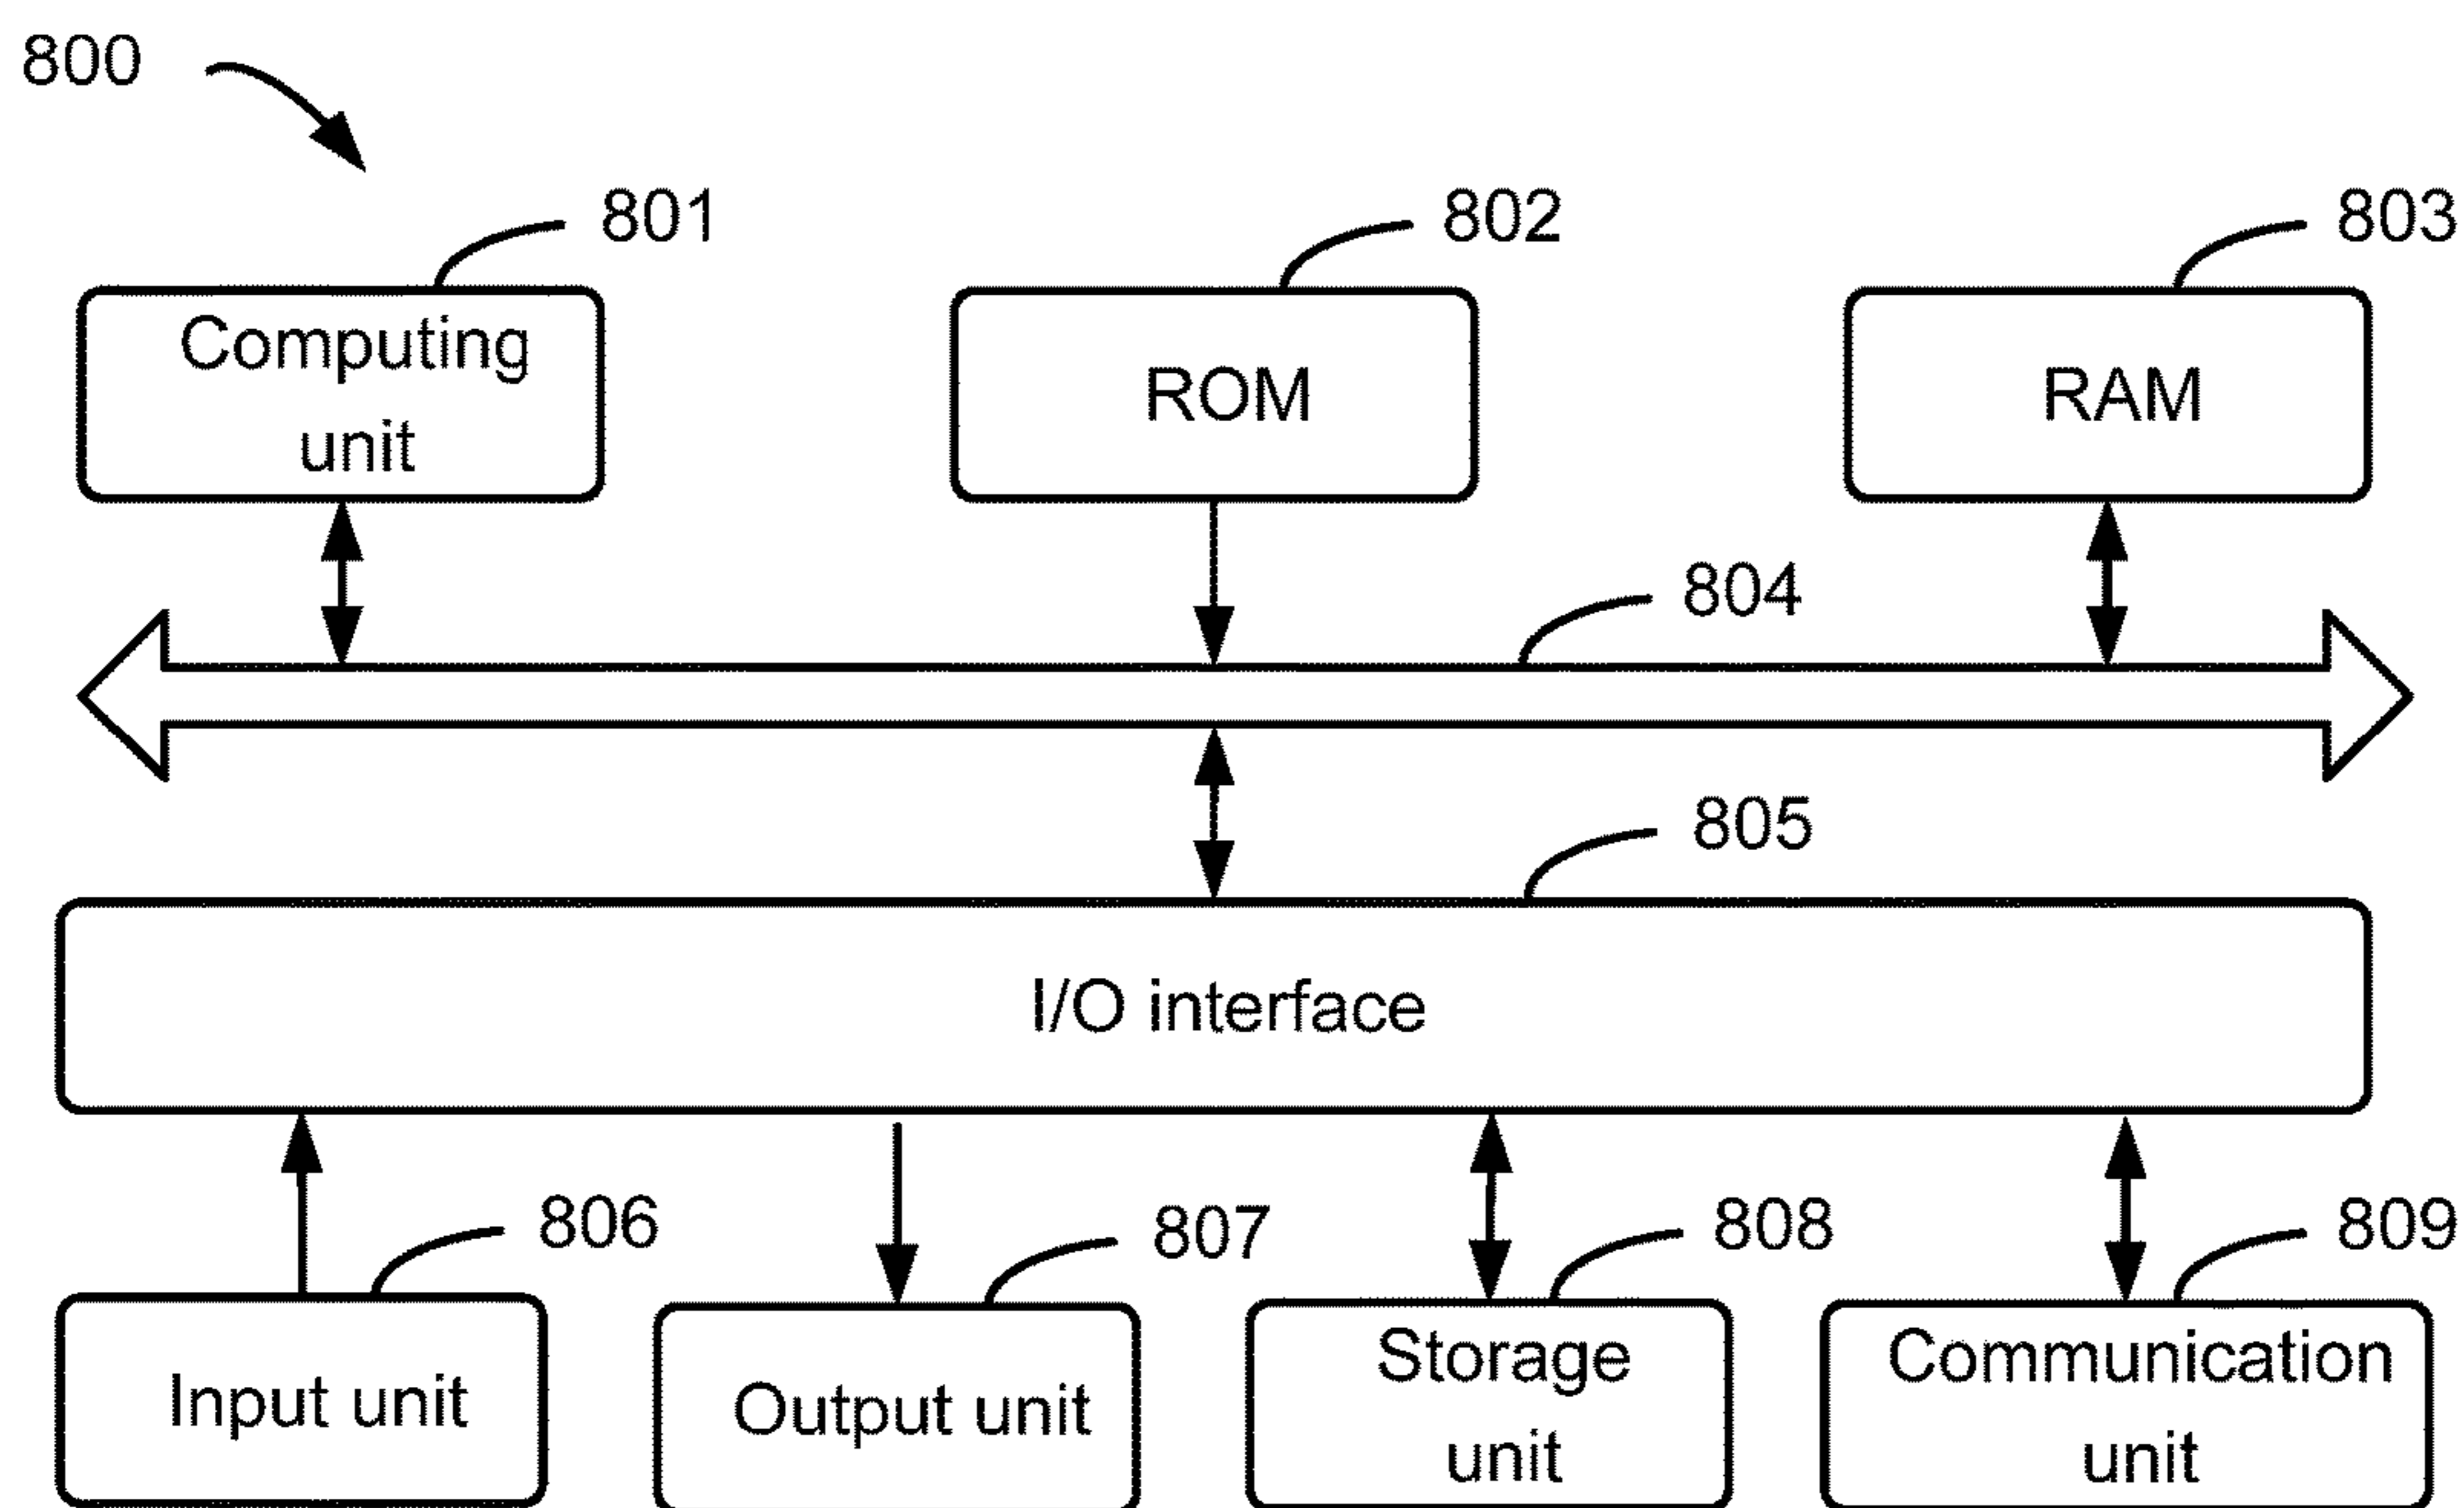 800
801
802
803
Computing
unit
ROM
RAM
804
805
I/O interface
806
807
808
809
Input unit
Output unit
Storage
unit
Communication
unit